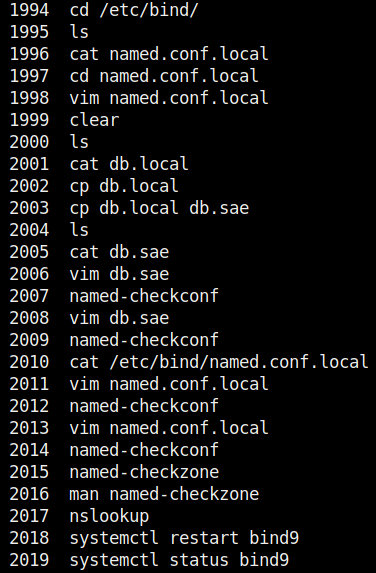 1994 cd /etc/bind/
1995 ls
1996 cat named.conf.local
1997 cd named.conf.local
1998 vim named.conf.local
1999 clear
2000 ls
2001 cat db.local
2002 cp db.local
2003 cp db.local db.sae
2004 ls
2005 cat db.sae
2006 vim db.sae
2007 named-checkconf
2008 vim db.sae
2009 named-checkconf
2010 cat /etc/bind/named.conf.local
2011 vim named.conf.local
2012 named-checkconf
2013 vim named.conf.local
2014 named-checkconf
2015 named-checkzone
2016 man named-checkzone
2017 nslookup
2018 systemctl restart bind9
2019 systemctl status bind9